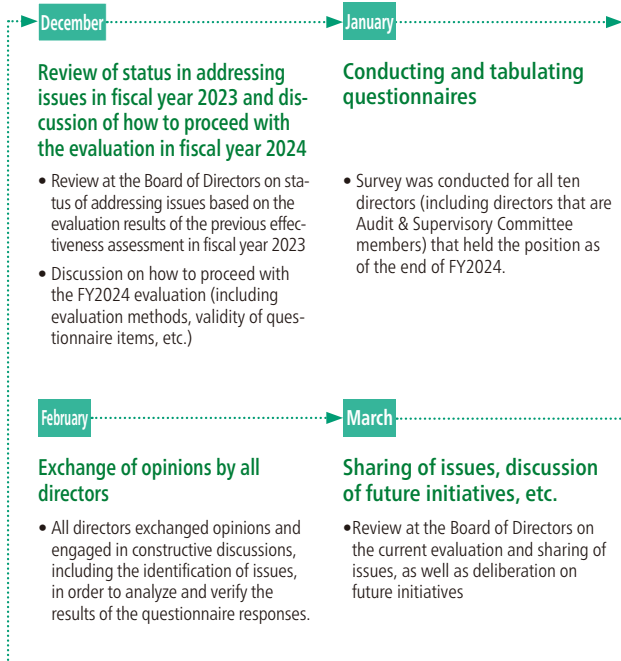 December
Review of status in addressing
issues in fiscal year 2023 and dis-
cussion of how to proceed with
the evaluation in fiscal year 2024
• Review at the Board of Directors on sta-
tus of addressing issues based on the
evaluation results of the previous effec-
tiveness assessment in fiscal year 2023
• Discussion on how to proceed with
the FY2024 evaluation (including
evaluation methods, validity of ques-
tionnaire items, etc.)
January
Conducting and tabulating
questionnaires
• Survey was conducted for all ten
directors (including directors that are
Audit & Supervisory Committee
members) that held the position as
of the end of FY2024.
February
Exchange of opinions by all
directors
• All directors exchanged opinions and
engaged in constructive discussions,
including the identification of issues,
in order to analyze and verify the
results of the questionnaire responses.
March
Sharing of issues, discussion
of future initiatives, etc.
•Review at the Board of Directors on
the current evaluation and sharing of
issues, as well as deliberation on
future initiatives